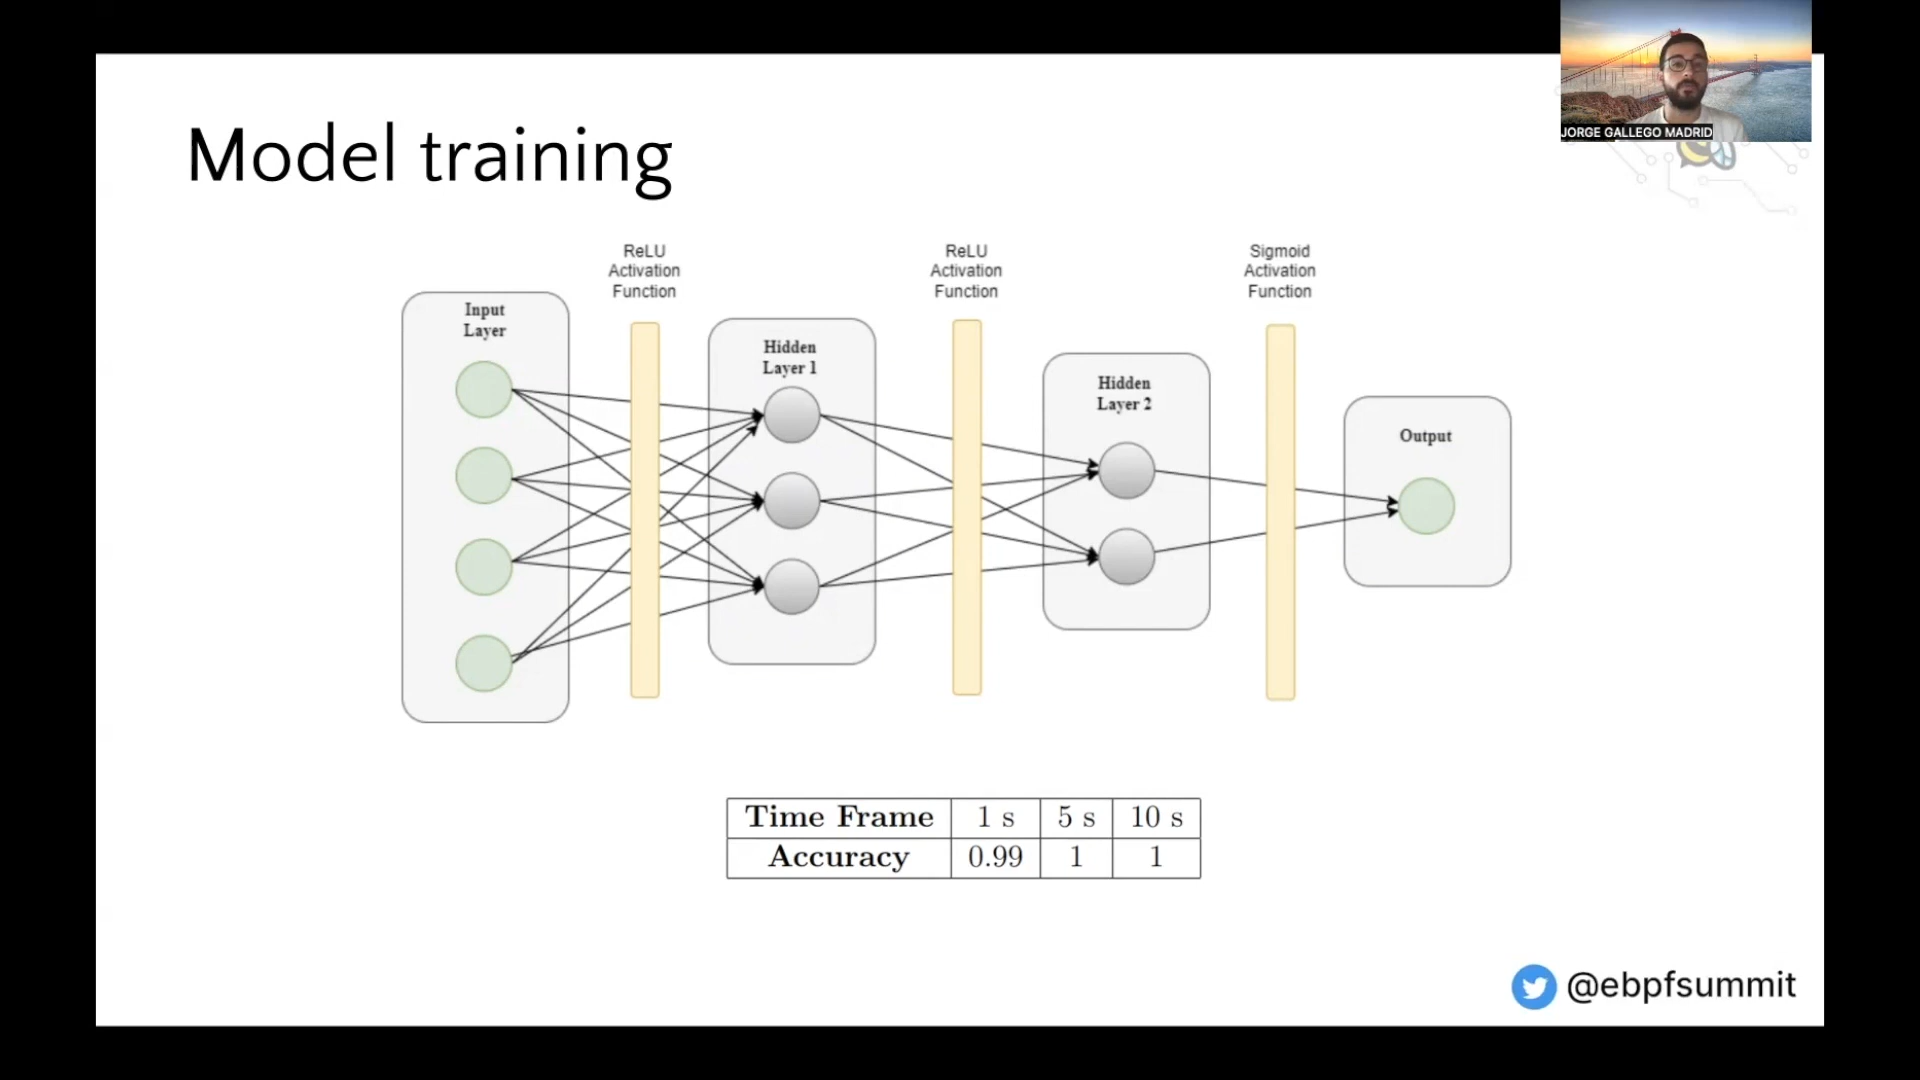 JORGE GALLEGO MADRID
Model training
ReLU
Activation
Function
ReLU
Activation
Function
Sigmoid
Activation
Function
Input
Layer
Hidden
Layer 1
Hidden
Layer 2
Output
Time Frame 1 s 5 s 10 s
Accuracy 0.99 1 1
@ebpfsummit